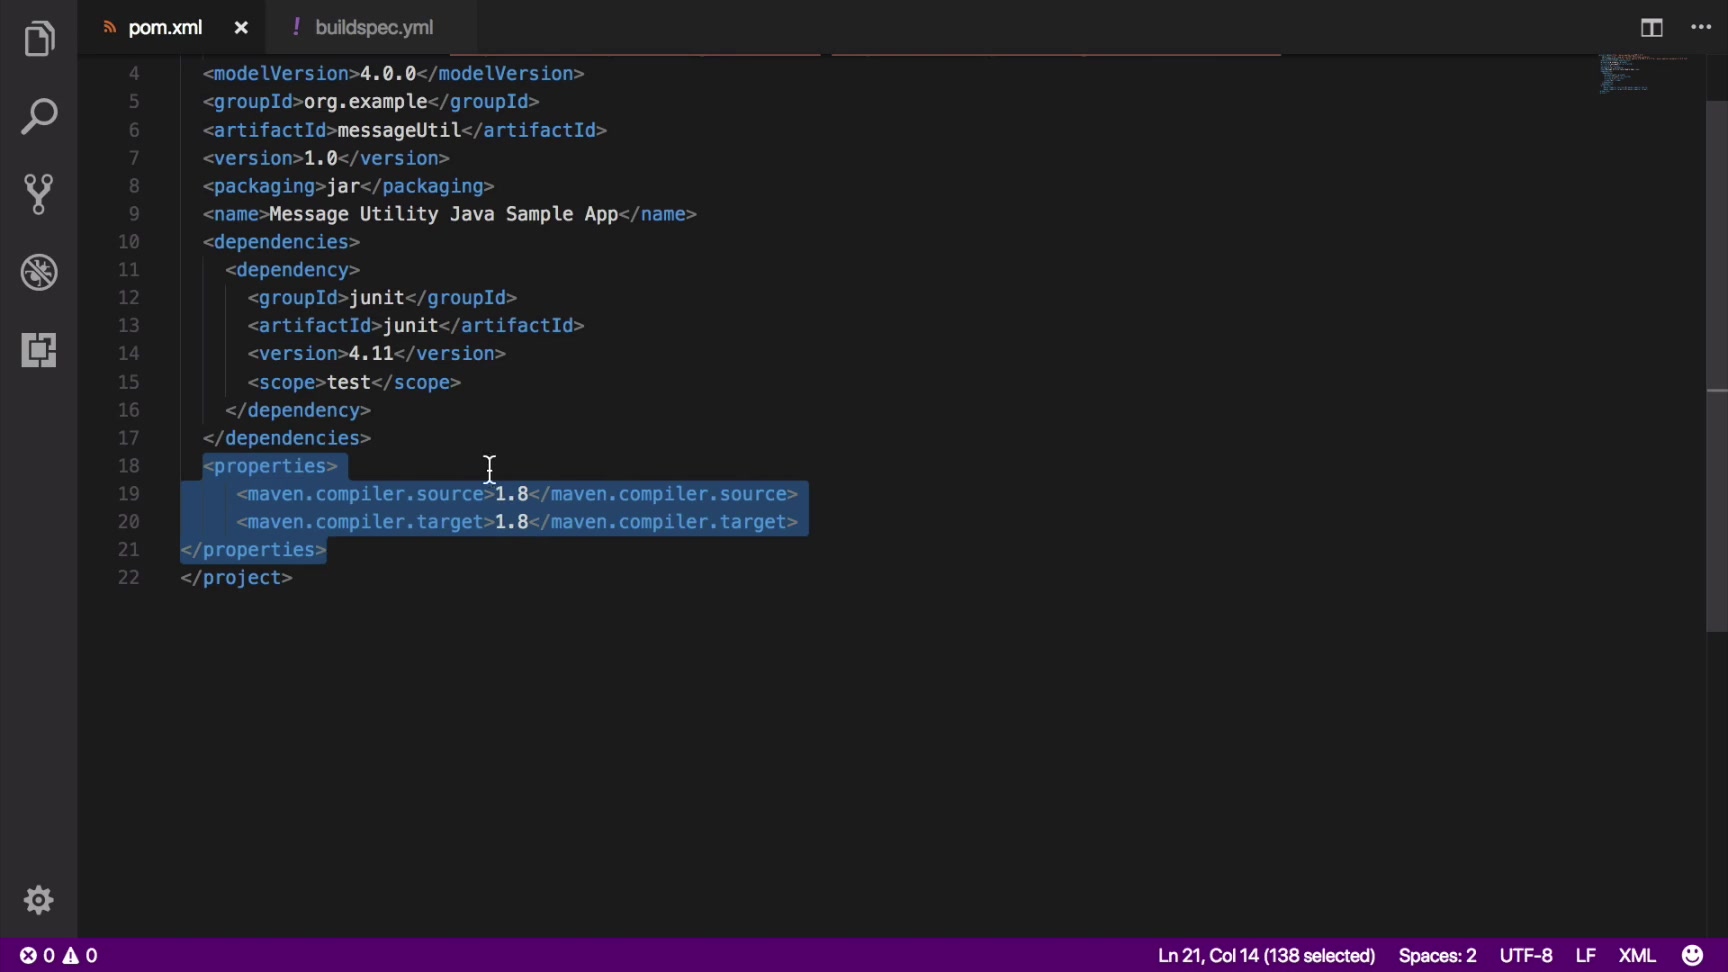 pom.xml
! buildspec.yml
4 <modelVersion>4.0.0</modelVersion>
5 <groupId>org.example</groupId>
6 <artifactId>messageUtil</artifactId>
7 <version>1.0</version>
8 <packaging>jar</packaging>
9 <name>Message Utility Java Sample App</name>
10 <dependencies>
11 <dependency>
12 <groupId>junit</groupId>
13 <artifactId>junit</artifactId>
14 <version>4.11</version>
15 <scope>test</scope>
16 </dependency>
17 </dependencies>
18 <properties>
19 <maven.compiler.source>1.8</maven.compiler.source>
20 <maven.compiler.target>1.8</maven.compiler.target>
21 </properties>
22 </project>
0 0 Ln 21, Col 14 (138 selected) Spaces: 2 UTF-8 LF XML